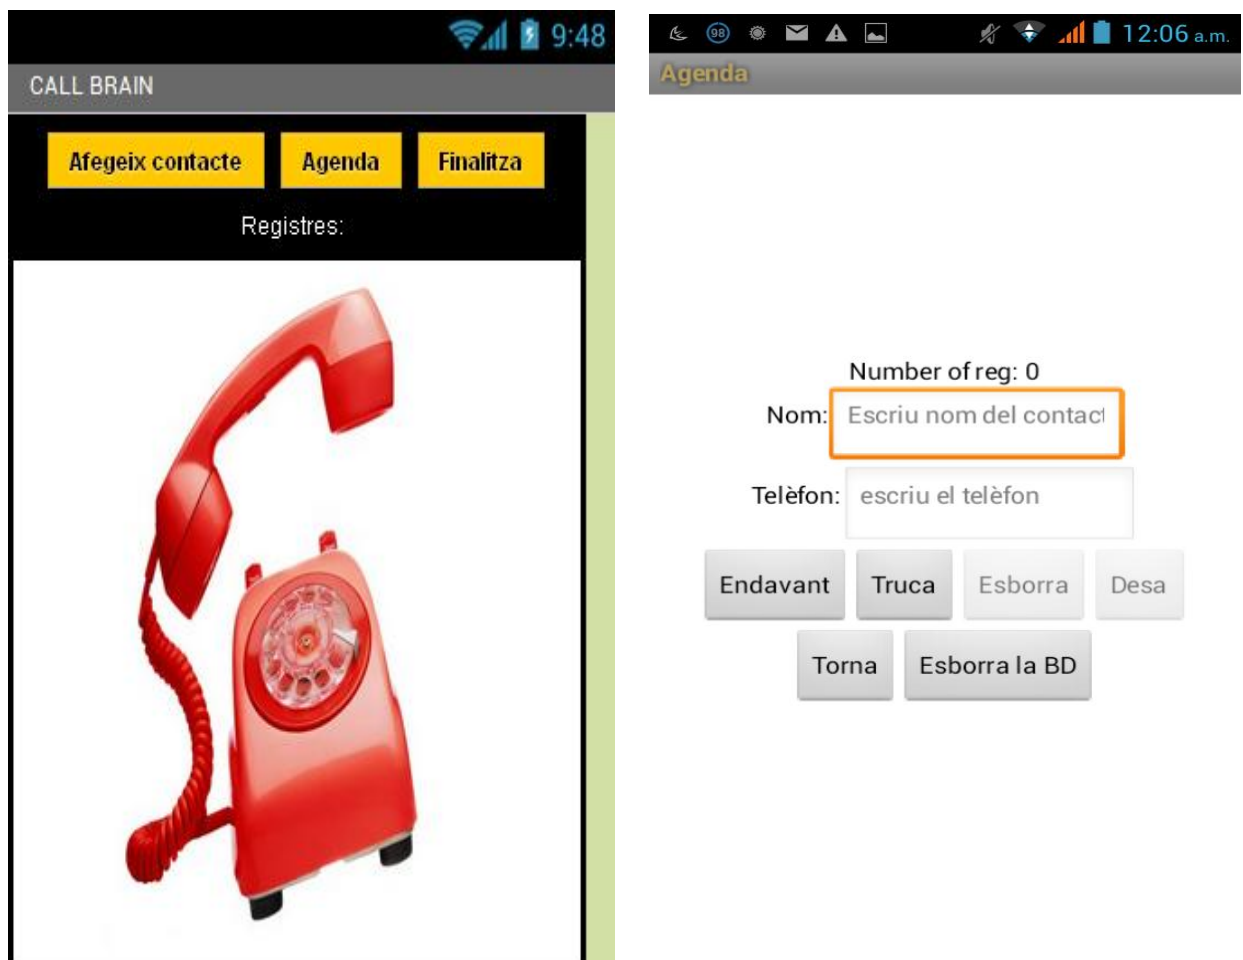 9:48
CALL BRAIN
Afegeix contacte Agenda Finalitza
Registres:
98 12:06 a.m.
Agenda
Number of reg: 0
Nom: Escriu nom del contact
Telèfon: escriu el telèfon
Endavant Truca Esborra Desa
Torna Esborra la BD